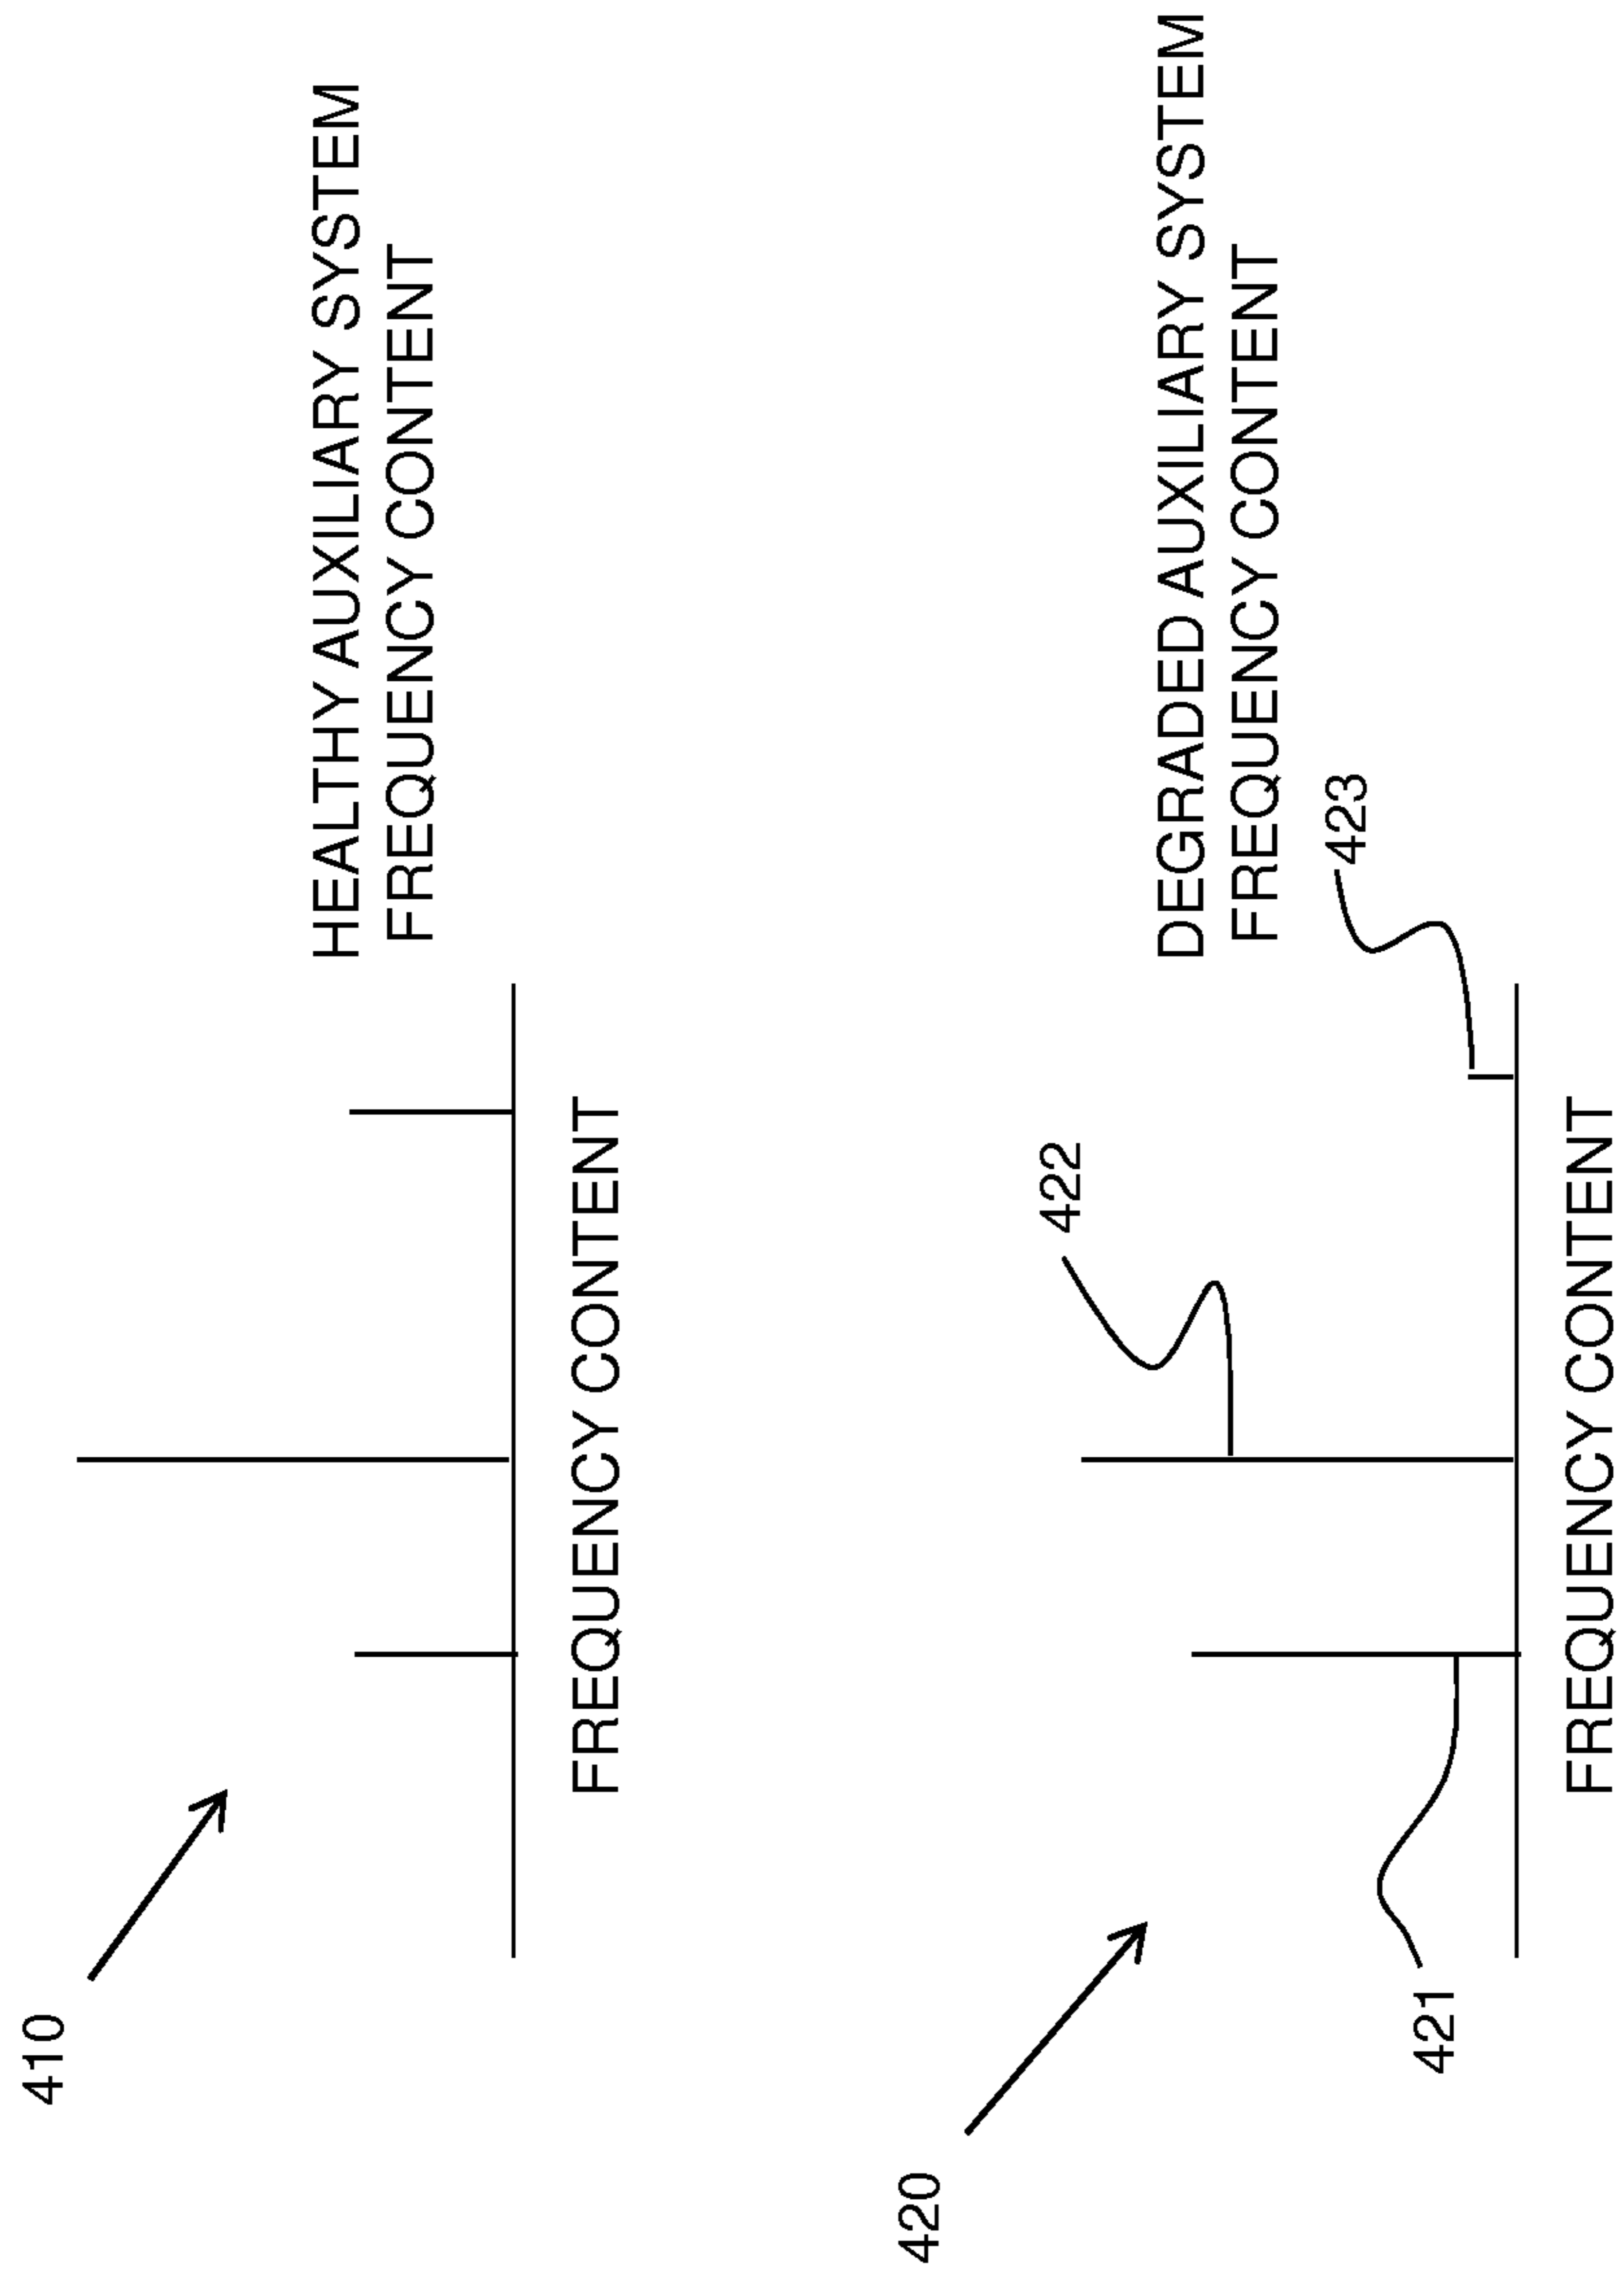 410
HEALTHY AUXILIARY SYSTEM
FREQUENCY CONTENT
FREQUENCY CONTENT
420
DEGRADED AUXILIARY SYSTEM
FREQUENCY CONTENT
422
423
421
FREQUENCY CONTENT